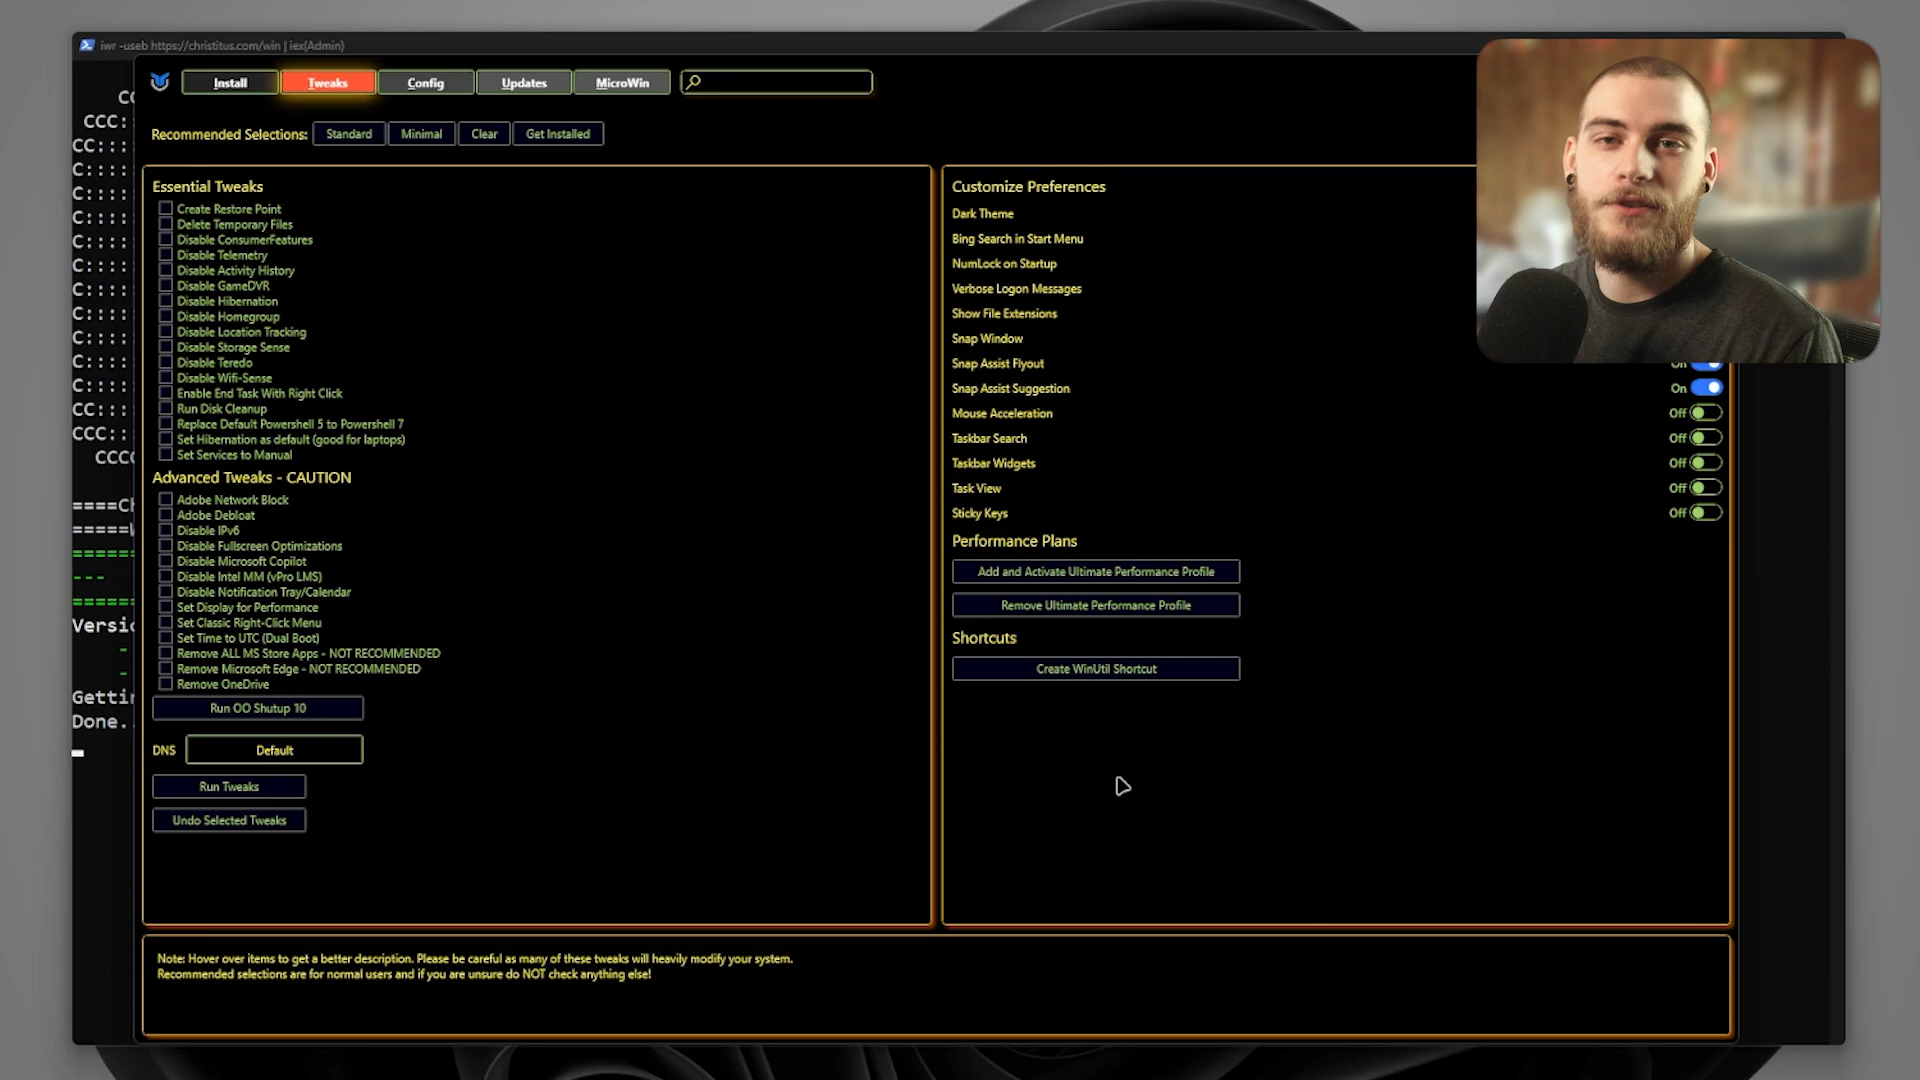 iwr -useb https://christitus.com/win | iex(Admin)
Install
Tweaks
Config
Updates
MicroWin
Recommended Selections:
Standard
Minimal
Clear
Get Installed
Essential Tweaks
Create Restore Point
Delete Temporary Files
Disable ConsumerFeatures
Disable Telemetry
Disable Activity History
Disable GameDVR
Disable Hibernation
Disable Homegroup
Disable Location Tracking
Disable Storage Sense
Disable Teredo
Disable Wifi-Sense
Enable End Task With Right Click
Run Disk Cleanup
Replace Default Powershell 5 to Powershell 7
Set Hibernation as default (good for laptops)
Set Services to Manual
Advanced Tweaks - CAUTION
Adobe Network Block
Adobe Debloat
Disable IPv6
Disable Fullscreen Optimizations
Disable Microsoft Copilot
Disable Intel MM (vPro LMS)
Disable Notification Tray/Calendar
Set Display for Performance
Set Classic Right-Click Menu
Set Time to UTC (Dual Boot)
Remove ALL MS Store Apps - NOT RECOMMENDED
Remove Microsoft Edge - NOT RECOMMENDED
Remove OneDrive
Run OO Shutup 10
DNS Default
Run Tweaks
Undo Selected Tweaks
Customize Preferences
Dark Theme
Bing Search in Start Menu
NumLock on Startup
Verbose Logon Messages
Show File Extensions
Snap Window
Snap Assist Flyout On
Snap Assist Suggestion On
Mouse Acceleration Off
Taskbar Search Off
Taskbar Widgets Off
Task View Off
Sticky Keys Off
Performance Plans
Add and Activate Ultimate Performance Profile
Remove Ultimate Performance Profile
Shortcuts
Create WinUtil Shortcut
Note: Hover over items to get a better description. Please be careful as many of these tweaks will heavily modify your system.
Recommended selections are for normal users and if you are unsure do NOT check anything else!
CC
CCC:
CC:::
C::::
C::::
C::::
C::::
C::::
C::::
C::::
C::::
C::::
C::::
CC:::
CCC::
CCCC
====Ch
=====W
=====
---
=====
Versio
-
-
Gettin
Done.